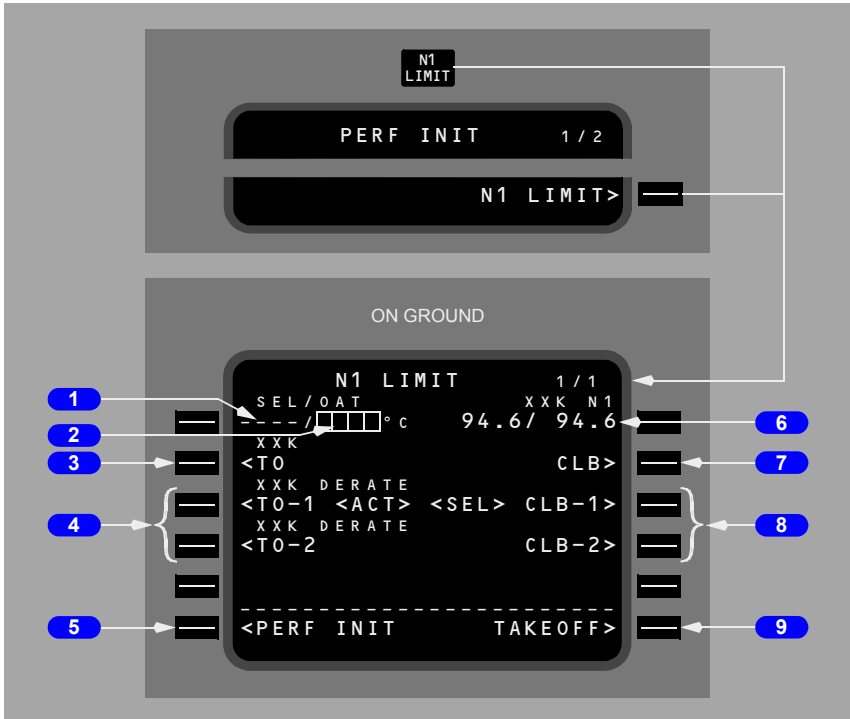 N1
LIMIT
PERF INIT 1/2
N1 LIMIT>
ON GROUND
N1 LIMIT 1/1
SEL/OAT XXK N1
1 ----/□□□□°C 94.6/ 94.6 6
2
XXK
3 <TO CLB> 7
XXK DERATE
<TO-1 <ACT> <SEL> CLB-1>
4 8
XXK DERATE
<TO-2 CLB-2>
------------------------
5 <PERF INIT TAKEOFF> 9